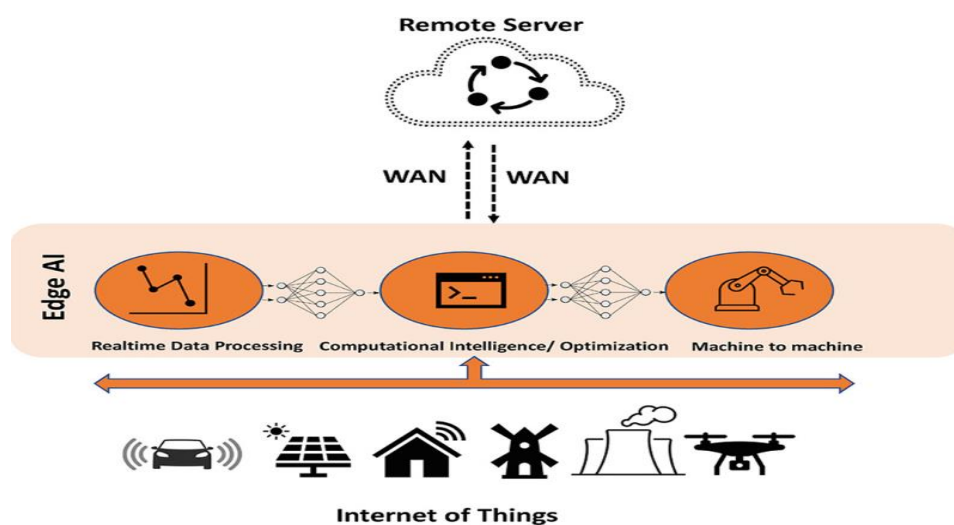 Remote Server
WAN
WAN
Edge AI
>_
Realtime Data Processing
Computational Intelligence/ Optimization
Machine to machine
Internet of Things